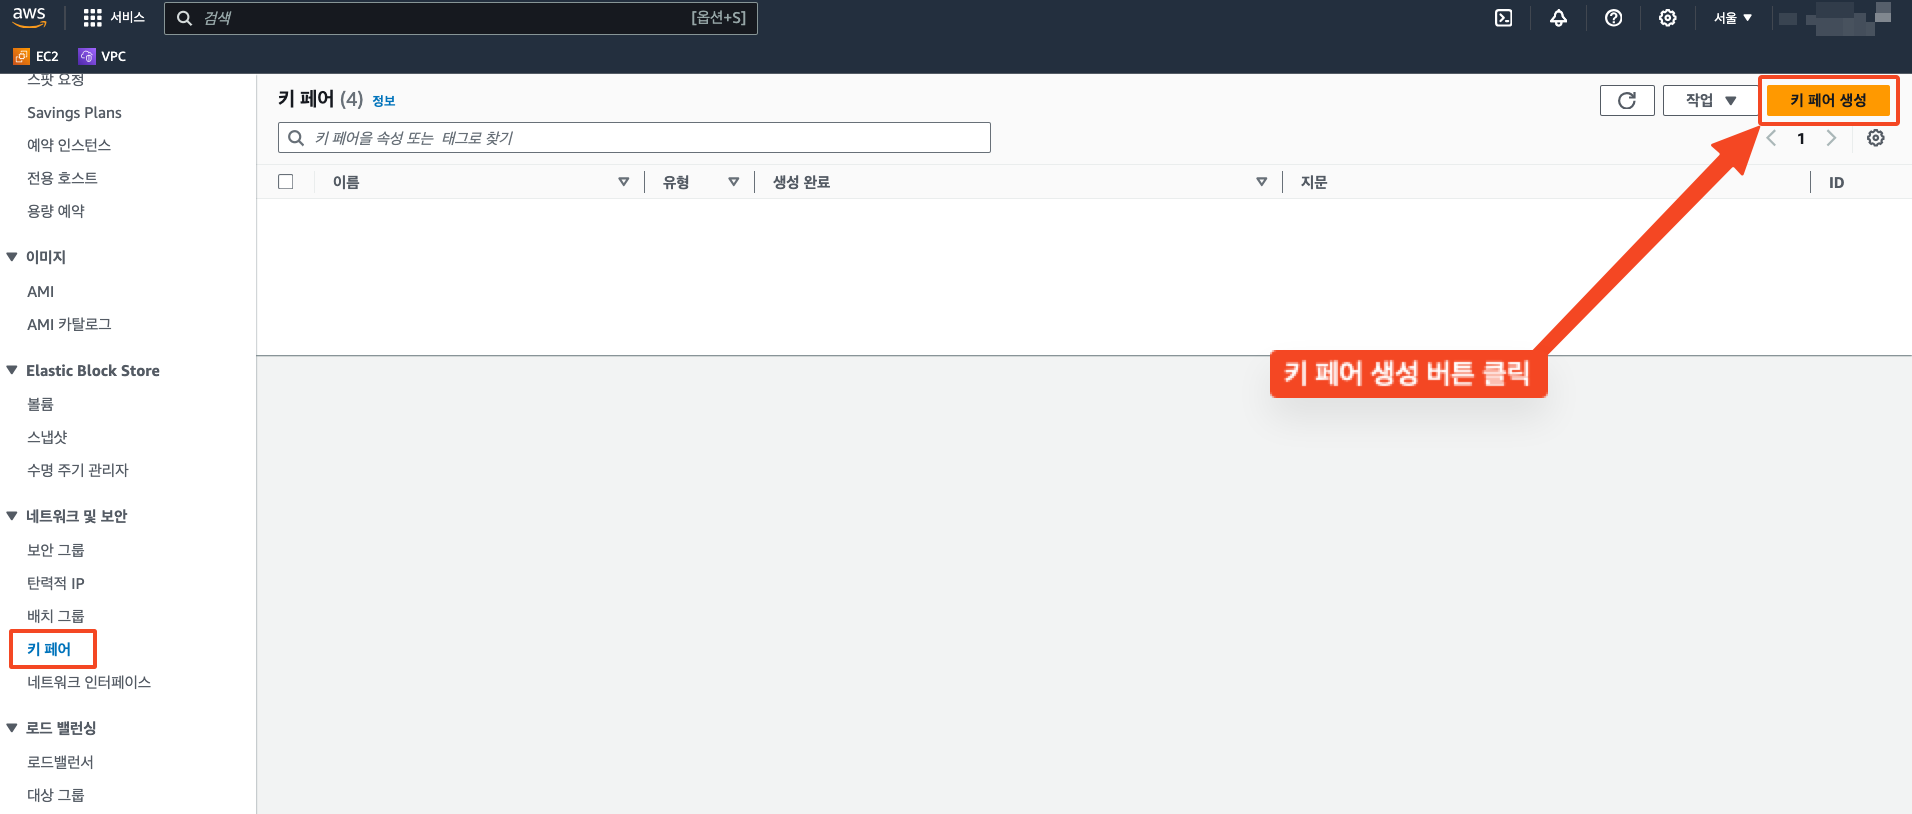 aws
서비스
검색
[옵션+S]
서울
EC2
VPC
스팟 요청
Savings Plans
예약 인스턴스
전용 호스트
용량 예약
이미지
AMI
AMI 카탈로그
Elastic Block Store
볼륨
스냅샷
수명 주기 관리자
네트워크 및 보안
보안 그룹
탄력적 IP
배치 그룹
키 페어
네트워크 인터페이스
로드 밸런싱
로드밸런서
대상 그룹
키 페어 (4) 정보
작업
키 페어 생성
키 페어을 속성 또는 태그로 찾기
1
이름
유형
생성 완료
지문
ID
키 페어 생성 버튼 클릭